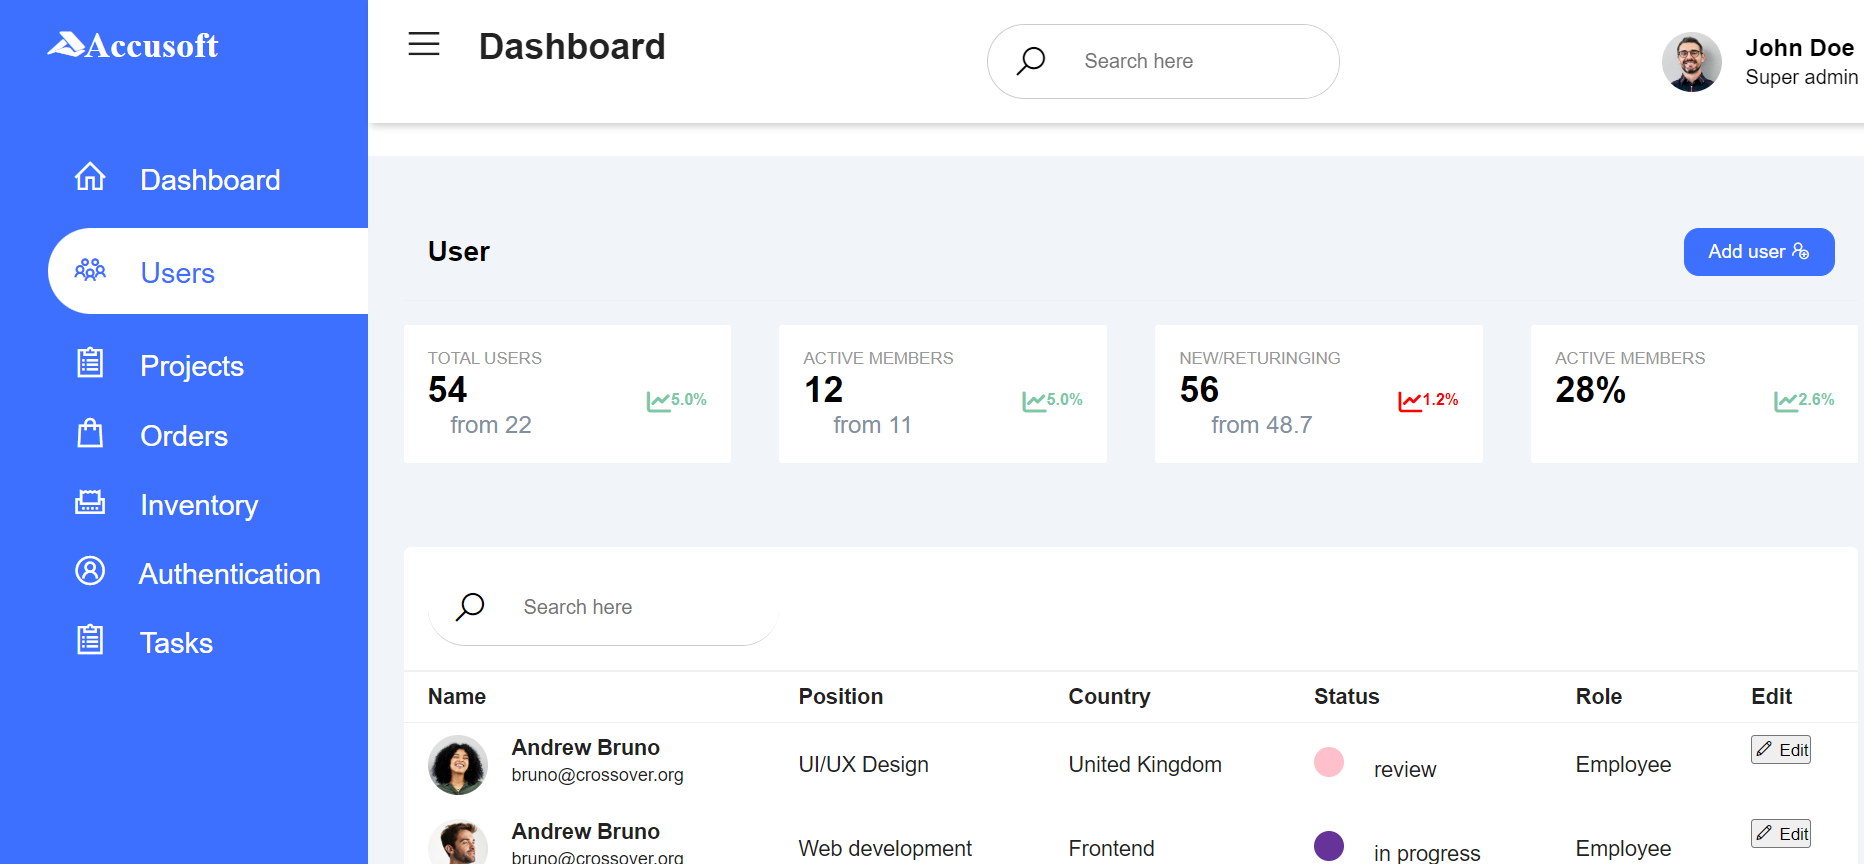 Accusoft
Dashboard
Search here
John Doe
Super admin
Dashboard
Users
Projects
Orders
Inventory
Authentication
Tasks
User
Add user
TOTAL USERS
54
5.0%
from 22
ACTIVE MEMBERS
12
5.0%
from 11
NEW/RETURINGING
56
1.2%
from 48.7
ACTIVE MEMBERS
28%
2.6%
Search here
Name Position Country Status Role Edit
Andrew Bruno
bruno@crossover.org
UI/UX Design United Kingdom review Employee Edit
Andrew Bruno
bruno@crossover.org
Web development Frontend in progress Employee Edit